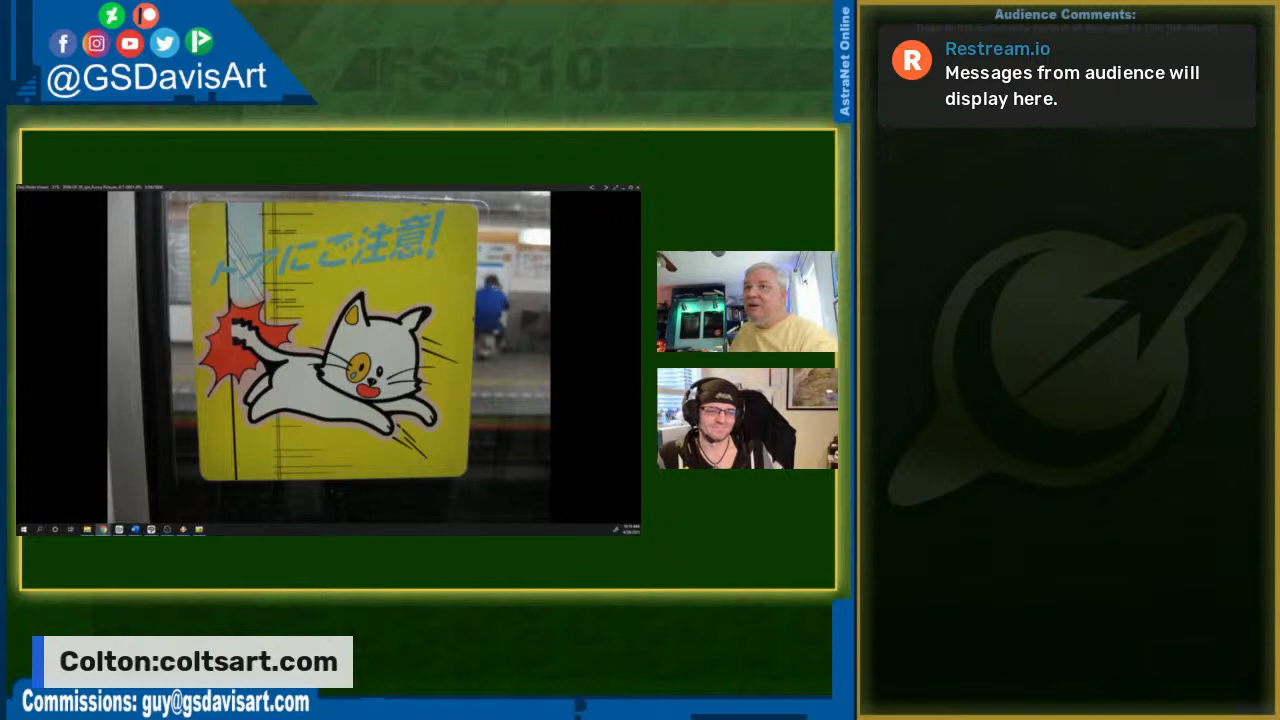 @GSDavisArt
AstraNet Online
Audience Comments:
R
Restream.io
Messages from audience will
display here.
ドアにご注意!
Colton:coltsart.com
Commissions: guy@gsdavisart.com